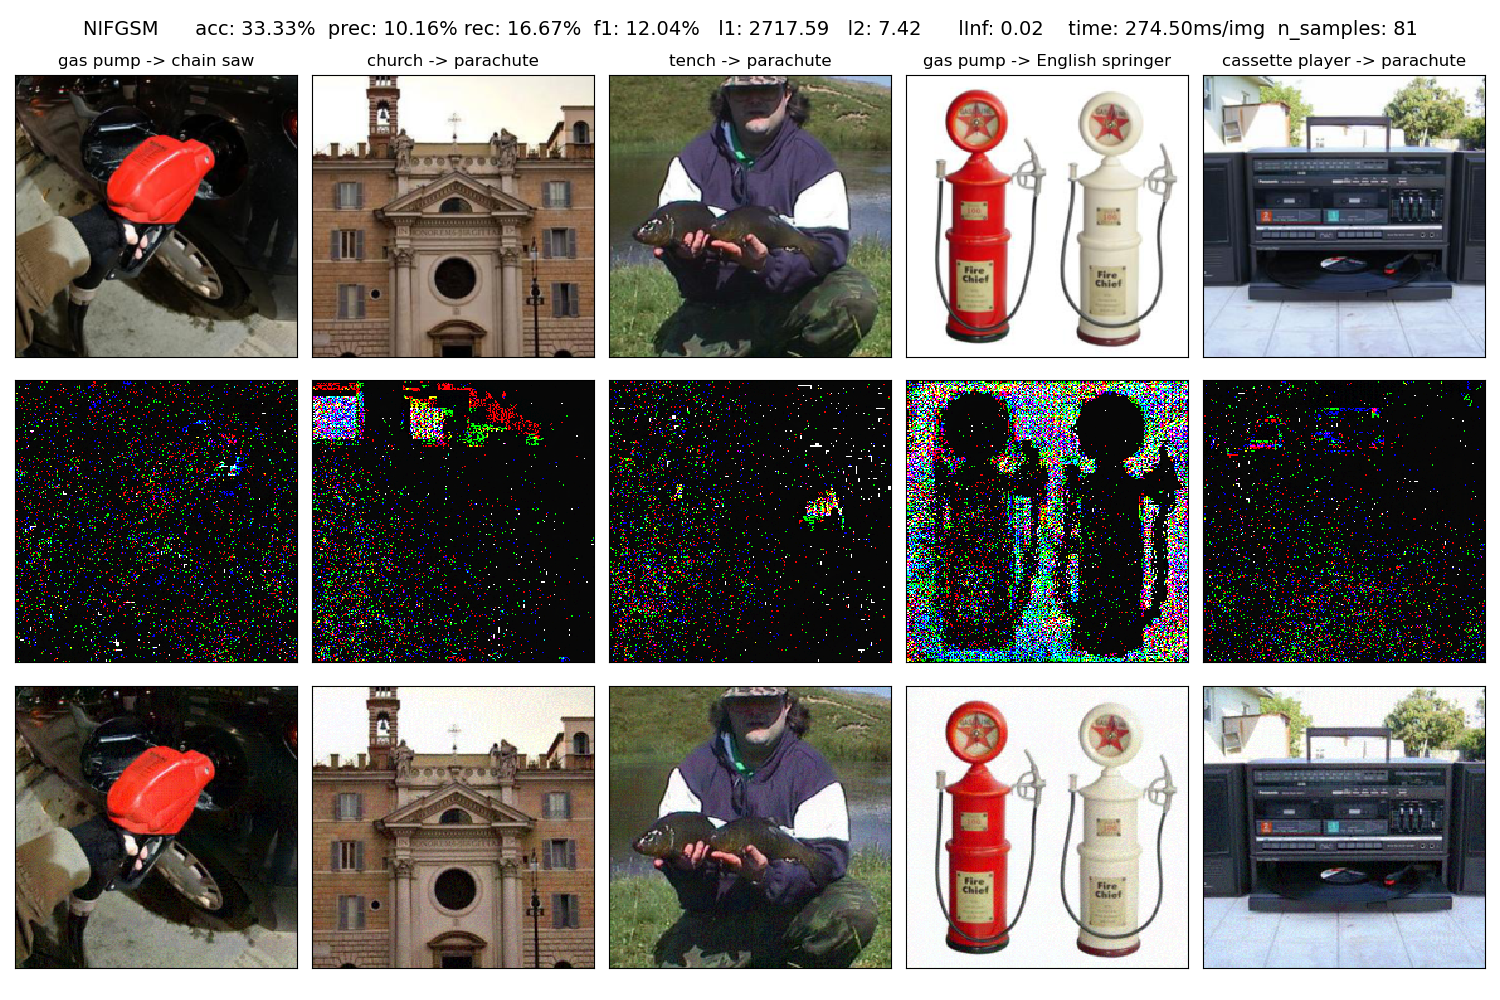 NIFGSM acc: 33.33% prec: 10.16% rec: 16.67% f1: 12.04% l1: 2717.59 l2: 7.42 lInf: 0.02 time: 274.50ms/img n_samples: 81
gas pump -> chain saw
church -> parachute
tench -> parachute
gas pump -> English springer
cassette player -> parachute
Fire
Chief
Fire
Chief
Fire
Chief
Fire
Chief